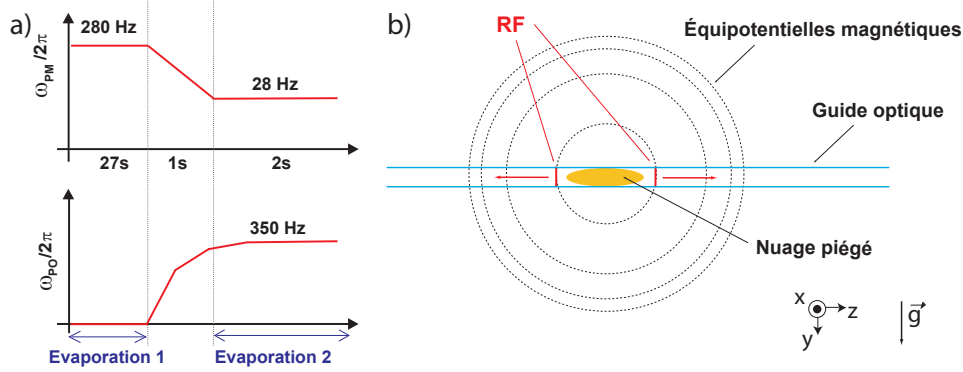 a)
ω_PM/2π
280 Hz
28 Hz
27s
1s
2s
ω_PO/2π
350 Hz
Evaporation 1
Evaporation 2
b)
RF
Équipotentielles magnétiques
Guide optique
Nuage piégé
x
z
y
g⃗